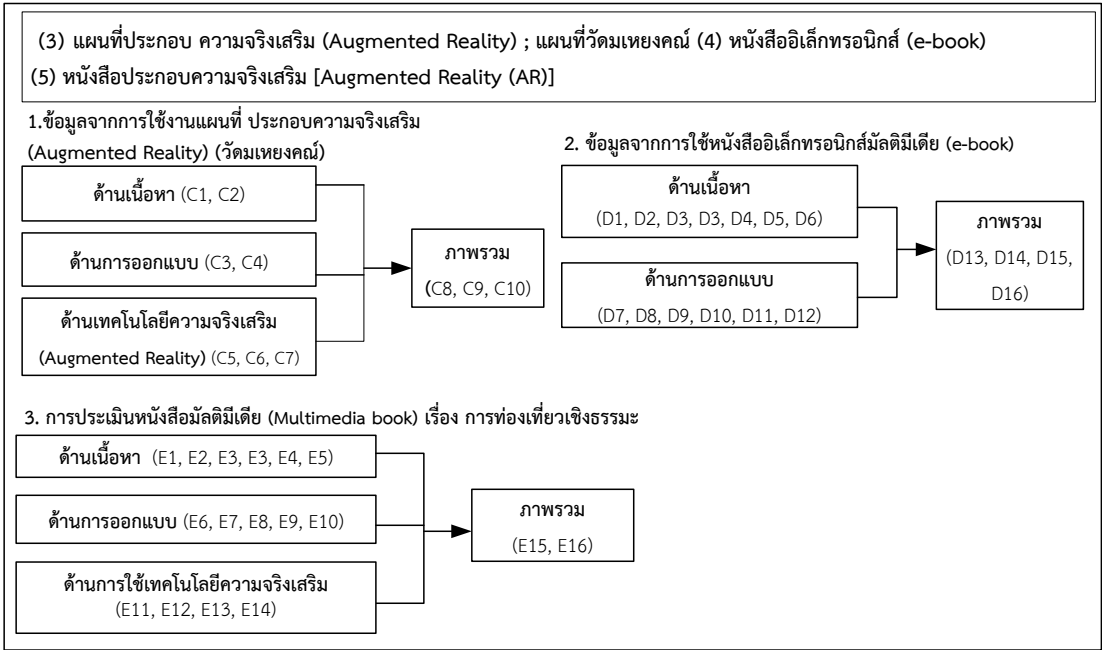 (3) แผนที่ประกอบ ความจริงเสริม (Augmented Reality) ; แผนที่วัดมเหยงคณ์ (4) หนังสืออิเล็กทรอนิกส์ (e-book)
(5) หนังสือประกอบความจริงเสริม [Augmented Reality (AR)]
1.ข้อมูลจากการใช้งานแผนที่ ประกอบความจริงเสริม
(Augmented Reality) (วัดมเหยงคณ์)
ด้านเนื้อหา (C1, C2)
ด้านการออกแบบ (C3, C4)
ด้านเทคโนโลยีความจริงเสริม
(Augmented Reality) (C5, C6, C7)
ภาพรวม
(C8, C9, C10)
2. ข้อมูลจากการใช้หนังสืออิเล็กทรอนิกส์มัลติมีเดีย (e-book)
ด้านเนื้อหา
(D1, D2, D3, D3, D4, D5, D6)
ด้านการออกแบบ
(D7, D8, D9, D10, D11, D12)
ภาพรวม
(D13, D14, D15,
D16)
3. การประเมินหนังสือมัลติมีเดีย (Multimedia book) เรื่อง การท่องเที่ยวเชิงธรรมะ
ด้านเนื้อหา (E1, E2, E3, E3, E4, E5)
ด้านการออกแบบ (E6, E7, E8, E9, E10)
ด้านการใช้เทคโนโลยีความจริงเสริม
(E11, E12, E13, E14)
ภาพรวม
(E15, E16)